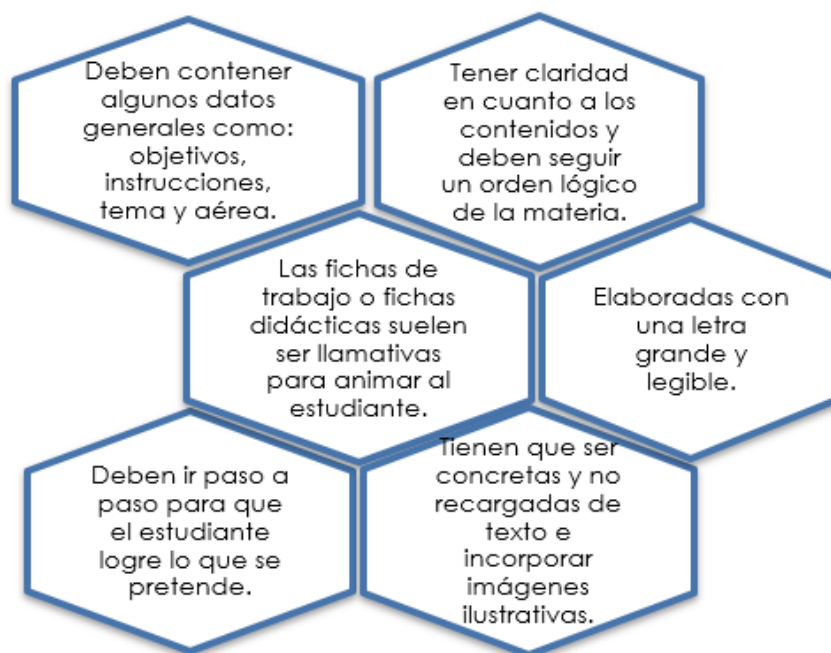 Deben contener
algunos datos
generales como:
objetivos,
instrucciones,
tema y aérea.
Tener claridad
en cuanto a los
contenidos y
deben seguir
un orden lógico
de la materia.
Las fichas de
trabajo o fichas
didácticas suelen
ser llamativas
para animar al
estudiante.
Elaboradas con
una letra
grande y
legible.
Deben ir paso a
paso para que
el estudiante
logre lo que se
pretende.
Tienen que ser
concretas y no
recargadas de
texto e
incorporar
imágenes
ilustrativas.